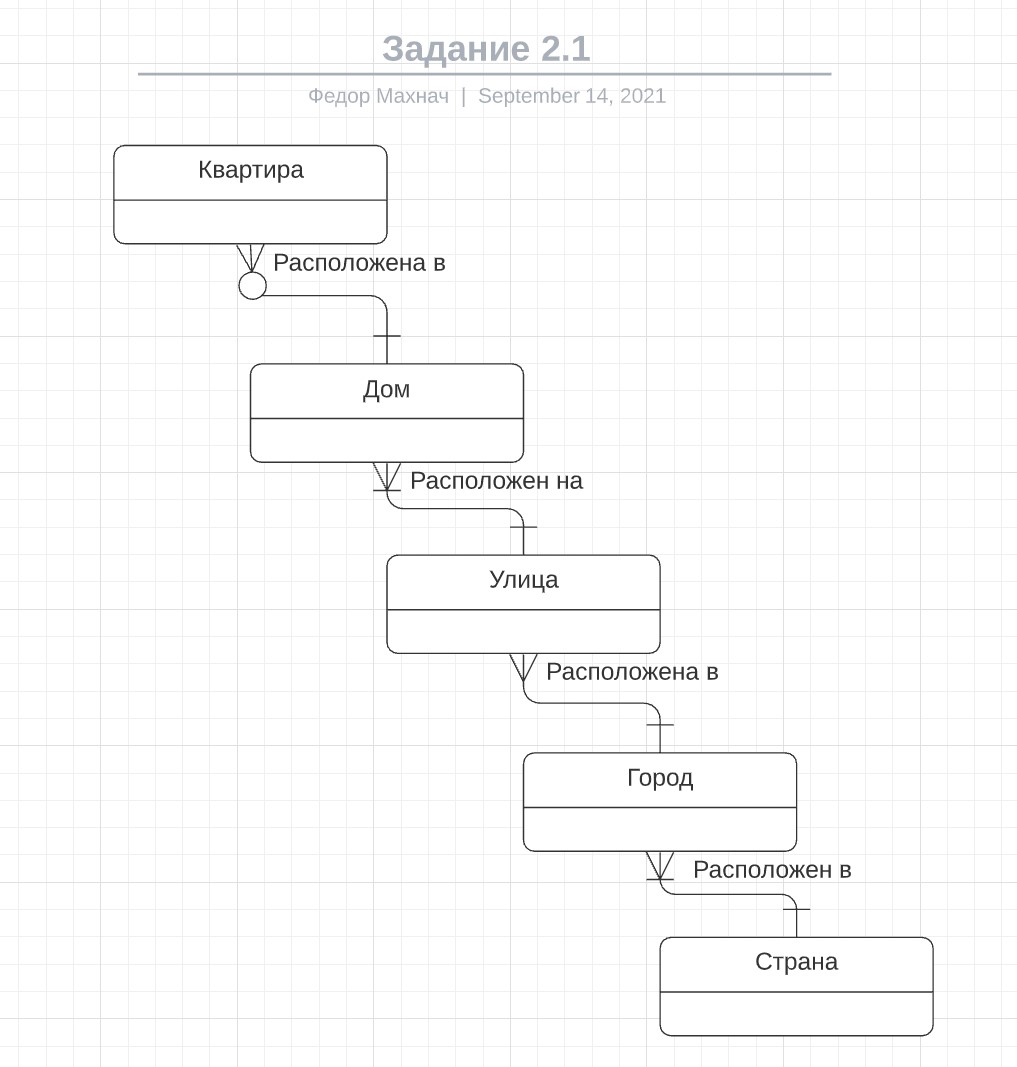 Задание 2.1
Федор Махнач | September 14, 2021
Квартира
Расположена в
Дом
Расположен на
Улица
Расположена в
Город
Расположен в
Страна